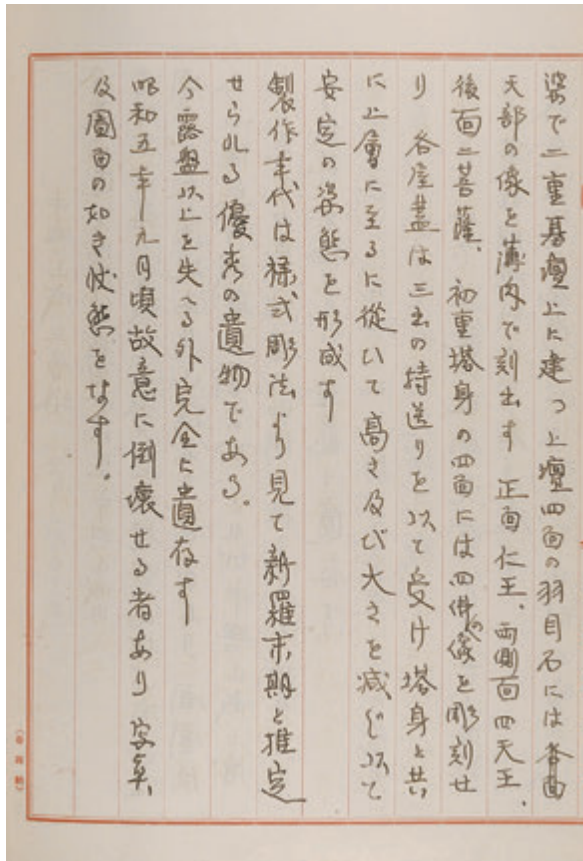 姿で二重基壇上に建つ上壇四面の羽目石には各面
天部の像を薄肉で刻出す 正面仁王、両側面四天王、
後面二菩薩、初重塔身の四面には四佛の像を彫刻せ
り 各屋蓋は三出の持送りを以て受け塔身と共
に上層に至るに従いて高さ及び大さを減じ以て
安定の姿態を形成す
製作年代は様式彫法より見て新羅末期と推定
せられる優秀の遺物である。
今露盤以上を失へる外完全に遺存す
昭和五年九月頃故意に倒壊せる者あり 写真、
及図面の如き状態をなす。